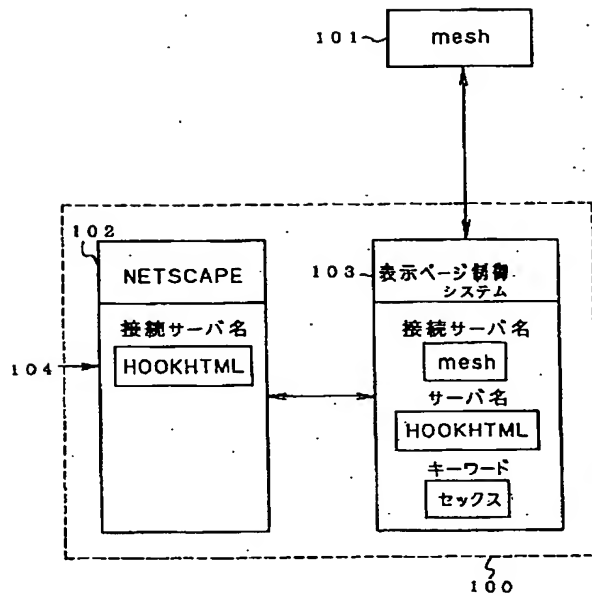 101
mesh
102
NETSCAPE
接続サーバ名
HOOKHTML
104
103
表示ページ制御
システム
接続サーバ名
mesh
サーバ名
HOOKHTML
キーワード
セックス
100